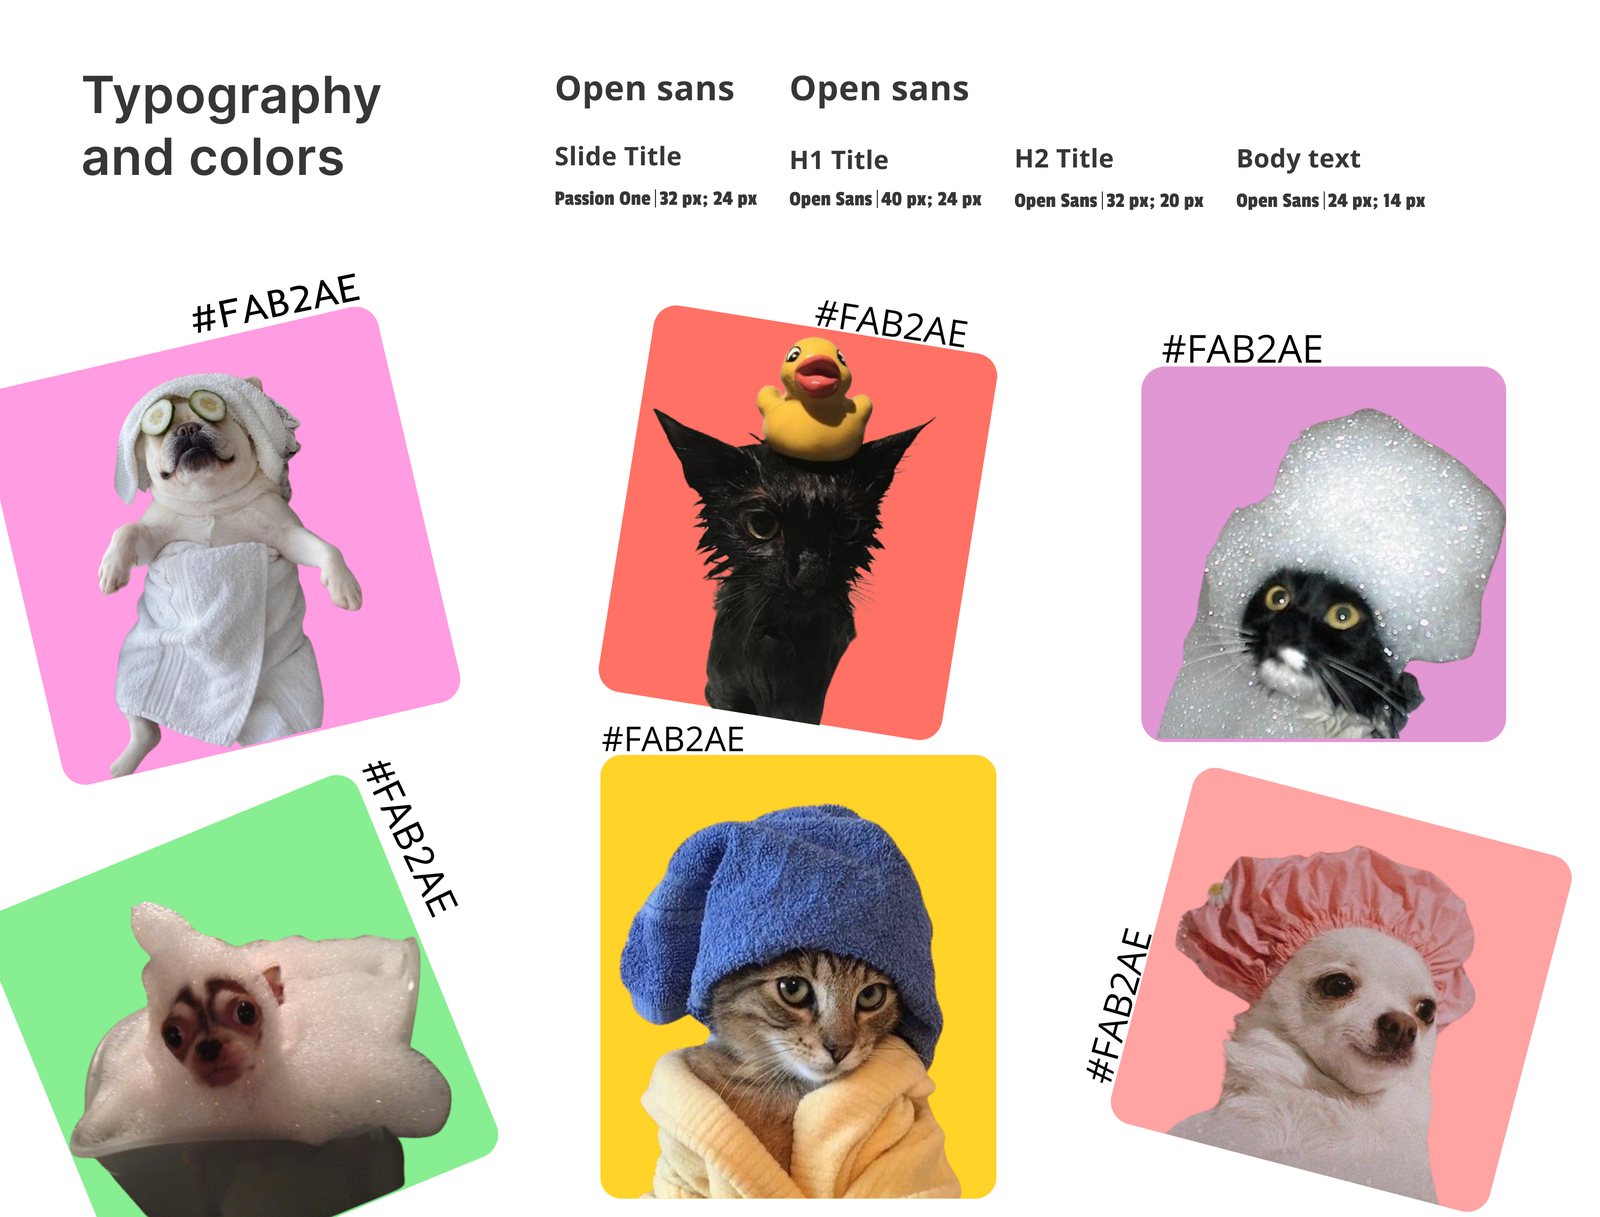 Typography
and colors
Open sans
Open sans
Slide Title
H1 Title
H2 Title
Body text
Passion One|32 px; 24 px
Open Sans|40 px; 24 px
Open Sans|32 px; 20 px
Open Sans|24 px; 14 px
#FAB2AE
#FAB2AE
#FAB2AE
#FAB2AE
#FAB2AE
#FAB2AE